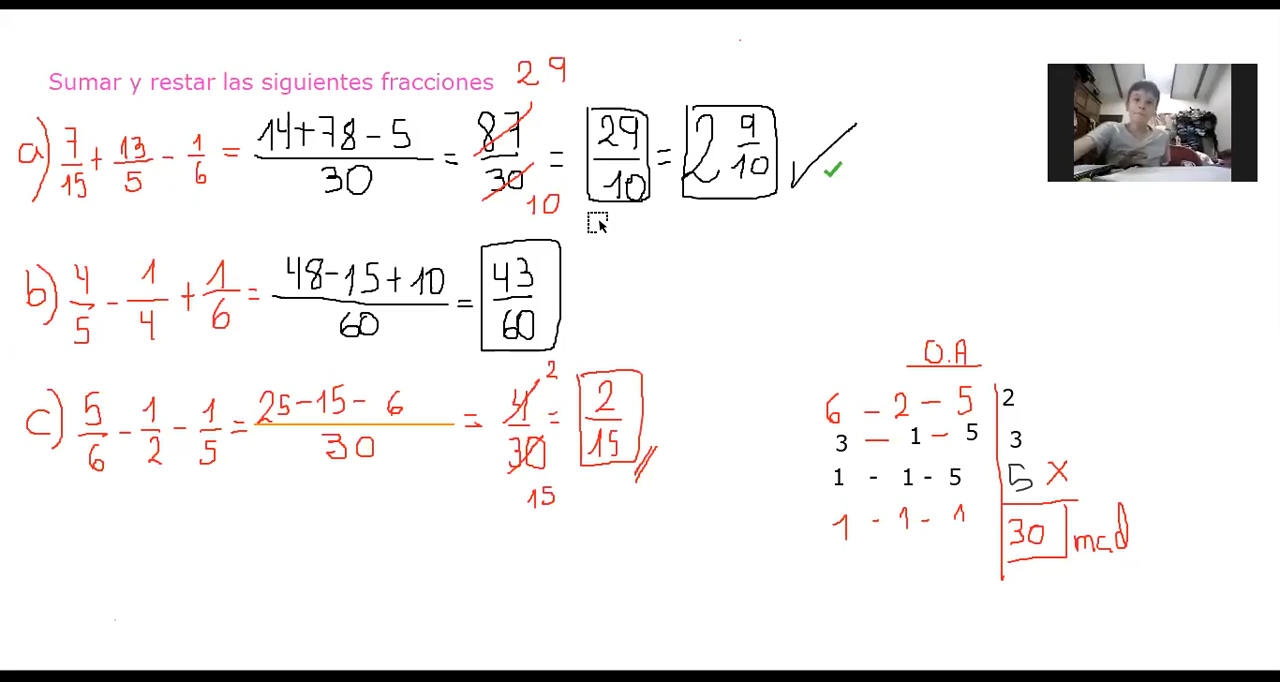 Sumar y restar las siguientes fracciones
a) 7/15 + 13/5 - 1/6 = (14+78-5)/30 = 87/30 29 10 = 29/10 = 2 9/10 ✓ ✓
b) 4/5 - 1/4 + 1/6 = (48-15+10)/60 = 43/60
c) 5/6 - 1/2 - 1/5 = (25-15-6)/30 = 4/30 2 15 = 2/15 //
O.A
6 - 2 - 5 | 2
3 - 1 - 5 | 3
1 - 1 - 5 | 5 x
1 - 1 - 1 | 30 mcd